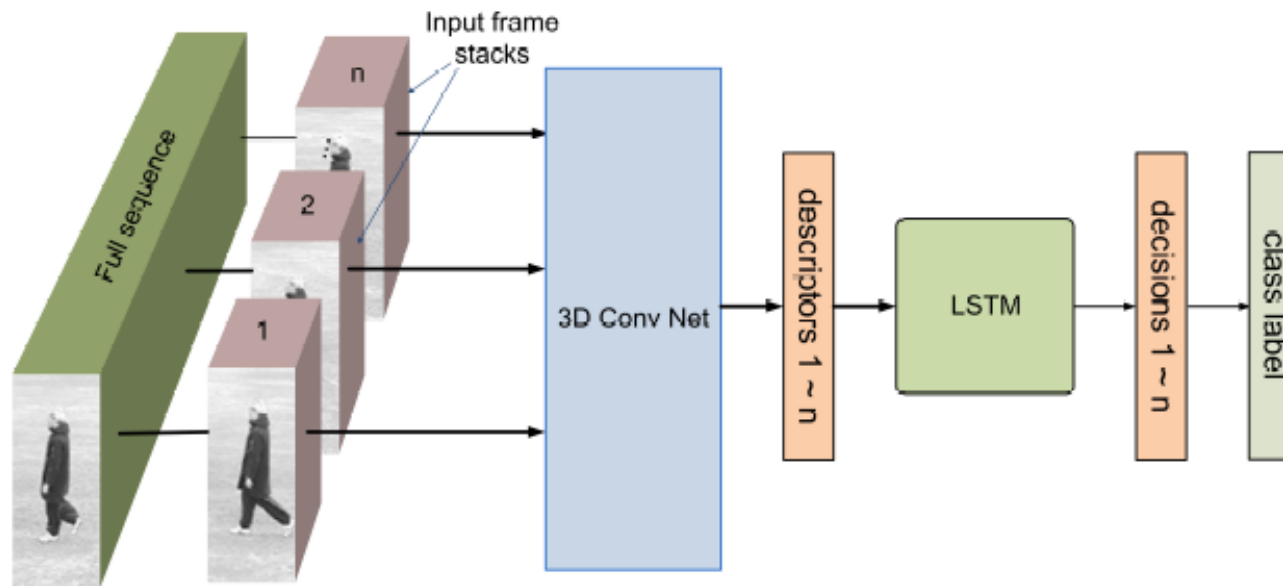 Input frame
stacks
n
2
1
Full sequence
3D Conv Net
descriptors 1 ~ n
LSTM
decisions 1 ~ n
class label